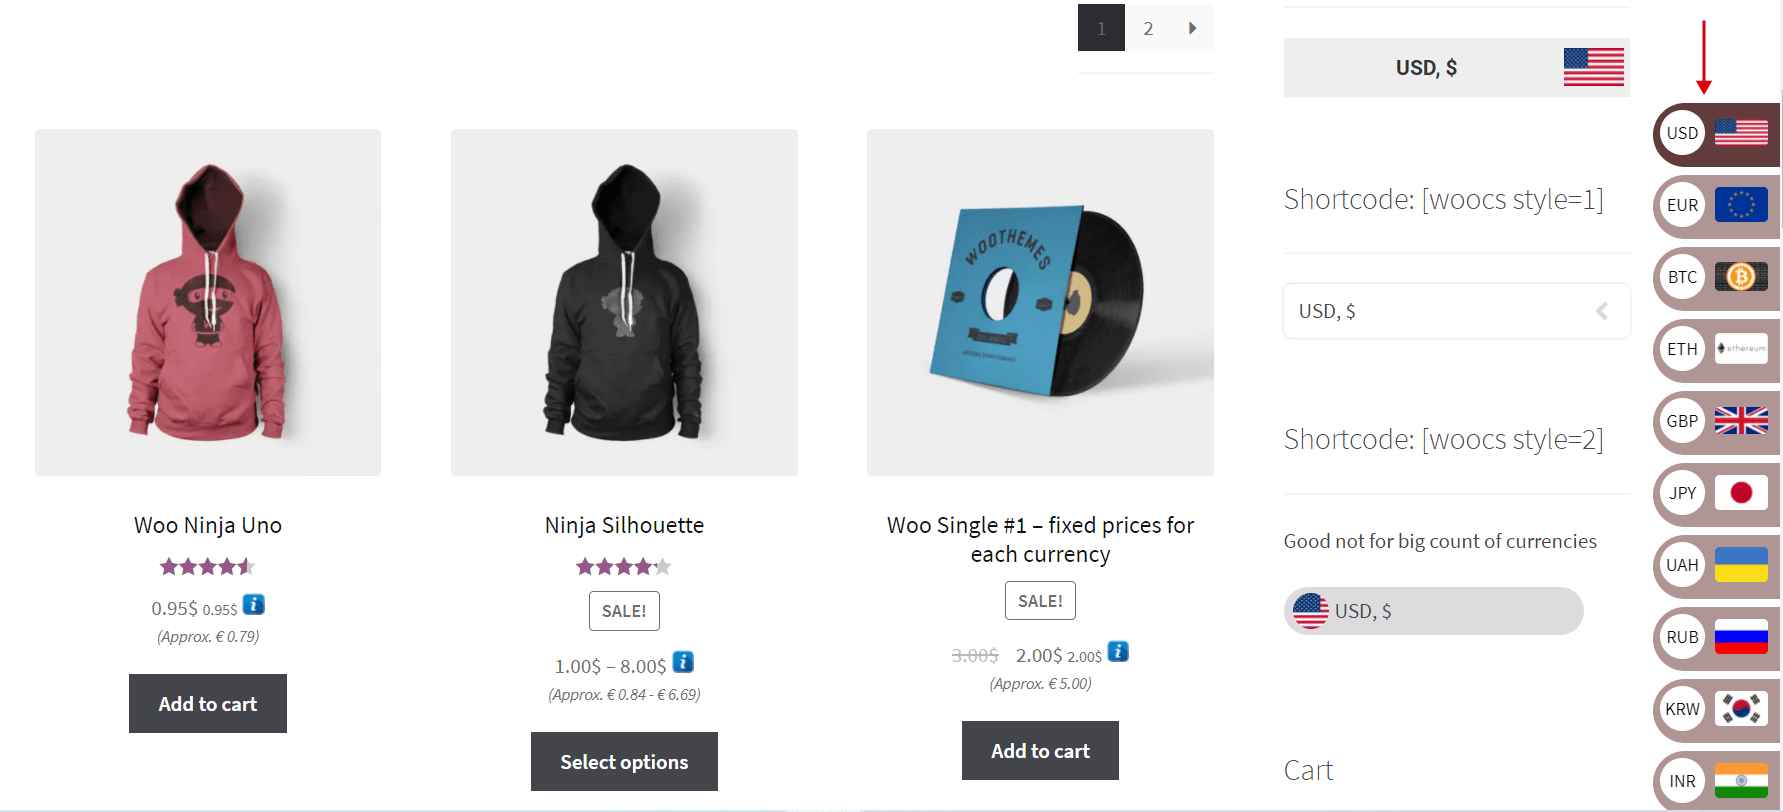 1 2
USD, $
Shortcode: [woocs style=1]
USD, $
Shortcode: [woocs style=2]
Good not for big count of currencies
USD, $
Cart
WOOTHEMES
Woo Ninja Uno
0.95$ 0.95$ i
(Approx. € 0.79)
Add to cart
Ninja Silhouette
SALE!
1.00$ – 8.00$ i
(Approx. € 0.84 - € 6.69)
Select options
Woo Single #1 – fixed prices for
each currency
SALE!
3.00$ 2.00$ 2.00$ i
(Approx. € 5.00)
Add to cart
USD
EUR
BTC
ETH ethereum
GBP
JPY
UAH
RUB
KRW
INR